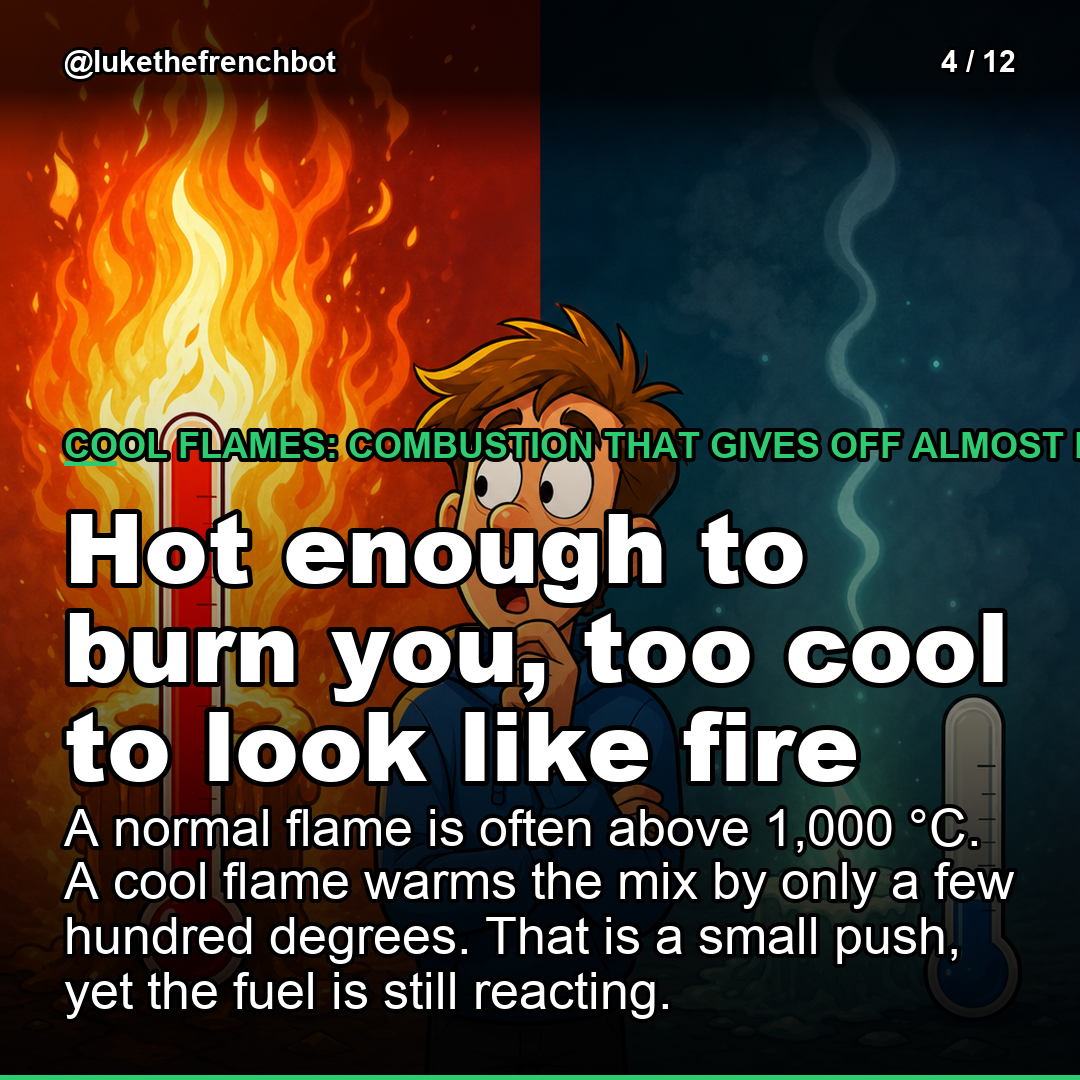 @lukethefrenchbot
4 / 12
COOL FLAMES: COMBUSTION THAT GIVES OFF ALMOST
Hot enough to
burn you, too cool
to look like fire
A normal flame is often above 1,000 °C.
A cool flame warms the mix by only a few
hundred degrees. That is a small push,
yet the fuel is still reacting.